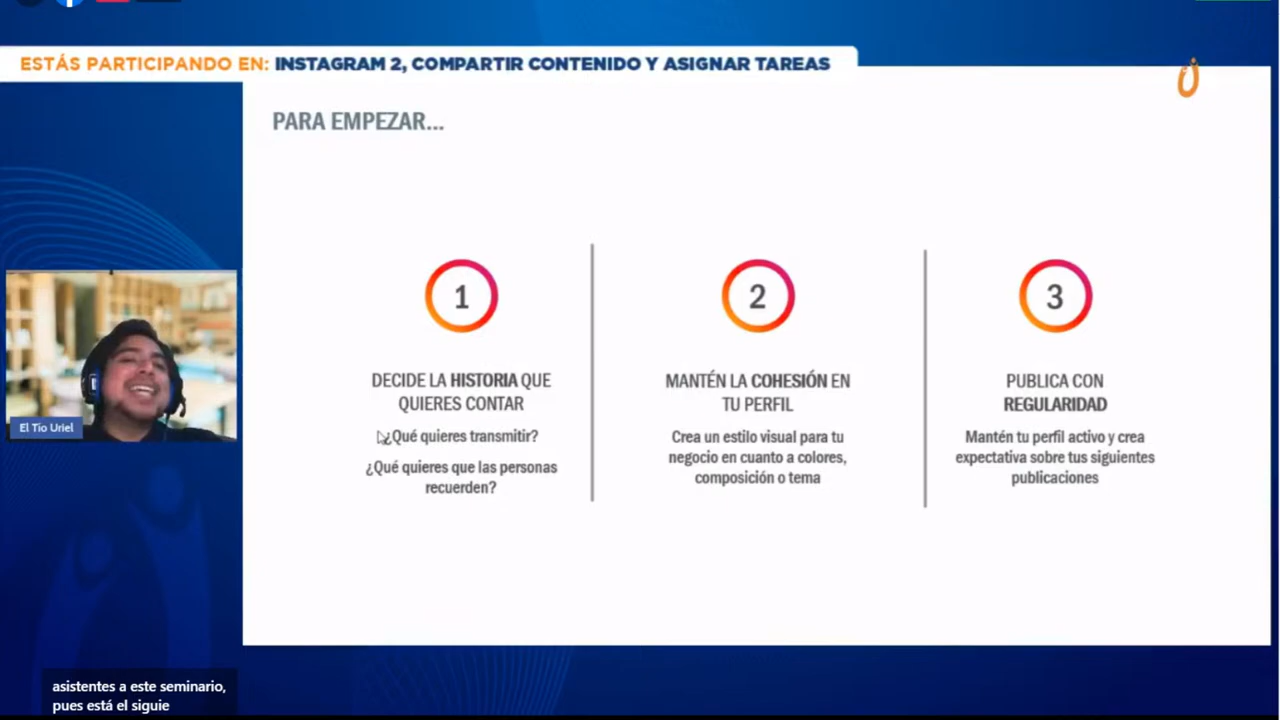 ESTÁS PARTICIPANDO EN: INSTAGRAM 2, COMPARTIR CONTENIDO Y ASIGNAR TAREAS
PARA EMPEZAR...
1
DECIDE LA HISTORIA QUE
QUIERES CONTAR
¿Qué quieres transmitir?
¿Qué quieres que las personas
recuerden?
2
MANTÉN LA COHESIÓN EN
TU PERFIL
Crea un estilo visual para tu
negocio en cuanto a colores,
composición o tema
3
PUBLICA CON
REGULARIDAD
Mantén tu perfil activo y crea
expectativa sobre tus siguientes
publicaciones
El Tío Uriel
asistentes a este seminario,
pues está el siguie